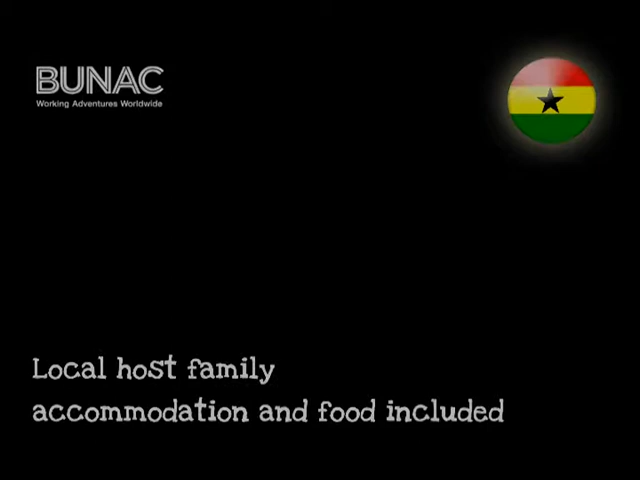 BUNAC
Working Adventures Worldwide
Local host family
accommodation and food included